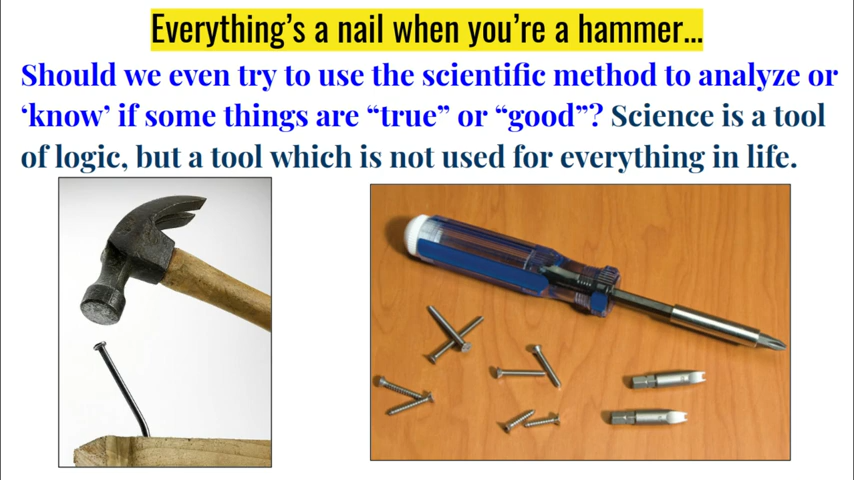 Everything’s a nail when you’re a hammer...
Should we even try to use the scientific method to analyze or
‘know’ if some things are “true” or “good”? Science is a tool
of logic, but a tool which is not used for everything in life.